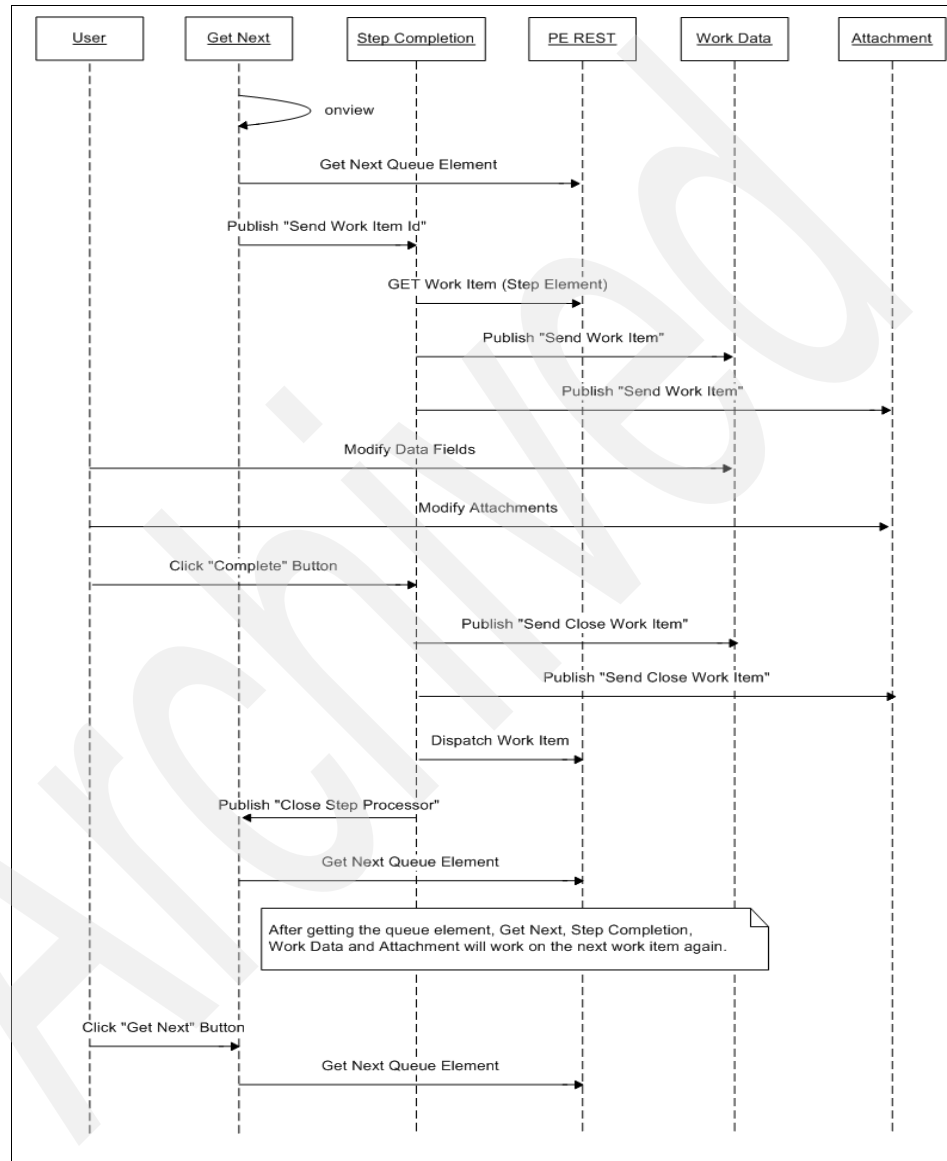 User
Get Next
Step Completion
PE REST
Work Data
Attachment
onview
Get Next Queue Element
Publish "Send Work Item Id"
GET Work Item (Step Element)
Publish "Send Work Item"
Publish "Send Work Item"
Modify Data Fields
Modify Attachments
Click "Complete" Button
Publish "Send Close Work Item"
Publish "Send Close Work Item"
Dispatch Work Item
Publish "Close Step Processor"
Get Next Queue Element
After getting the queue element, Get Next, Step Completion,
Work Data and Attachment will work on the next work item again.
Click "Get Next" Button
Get Next Queue Element
Archived